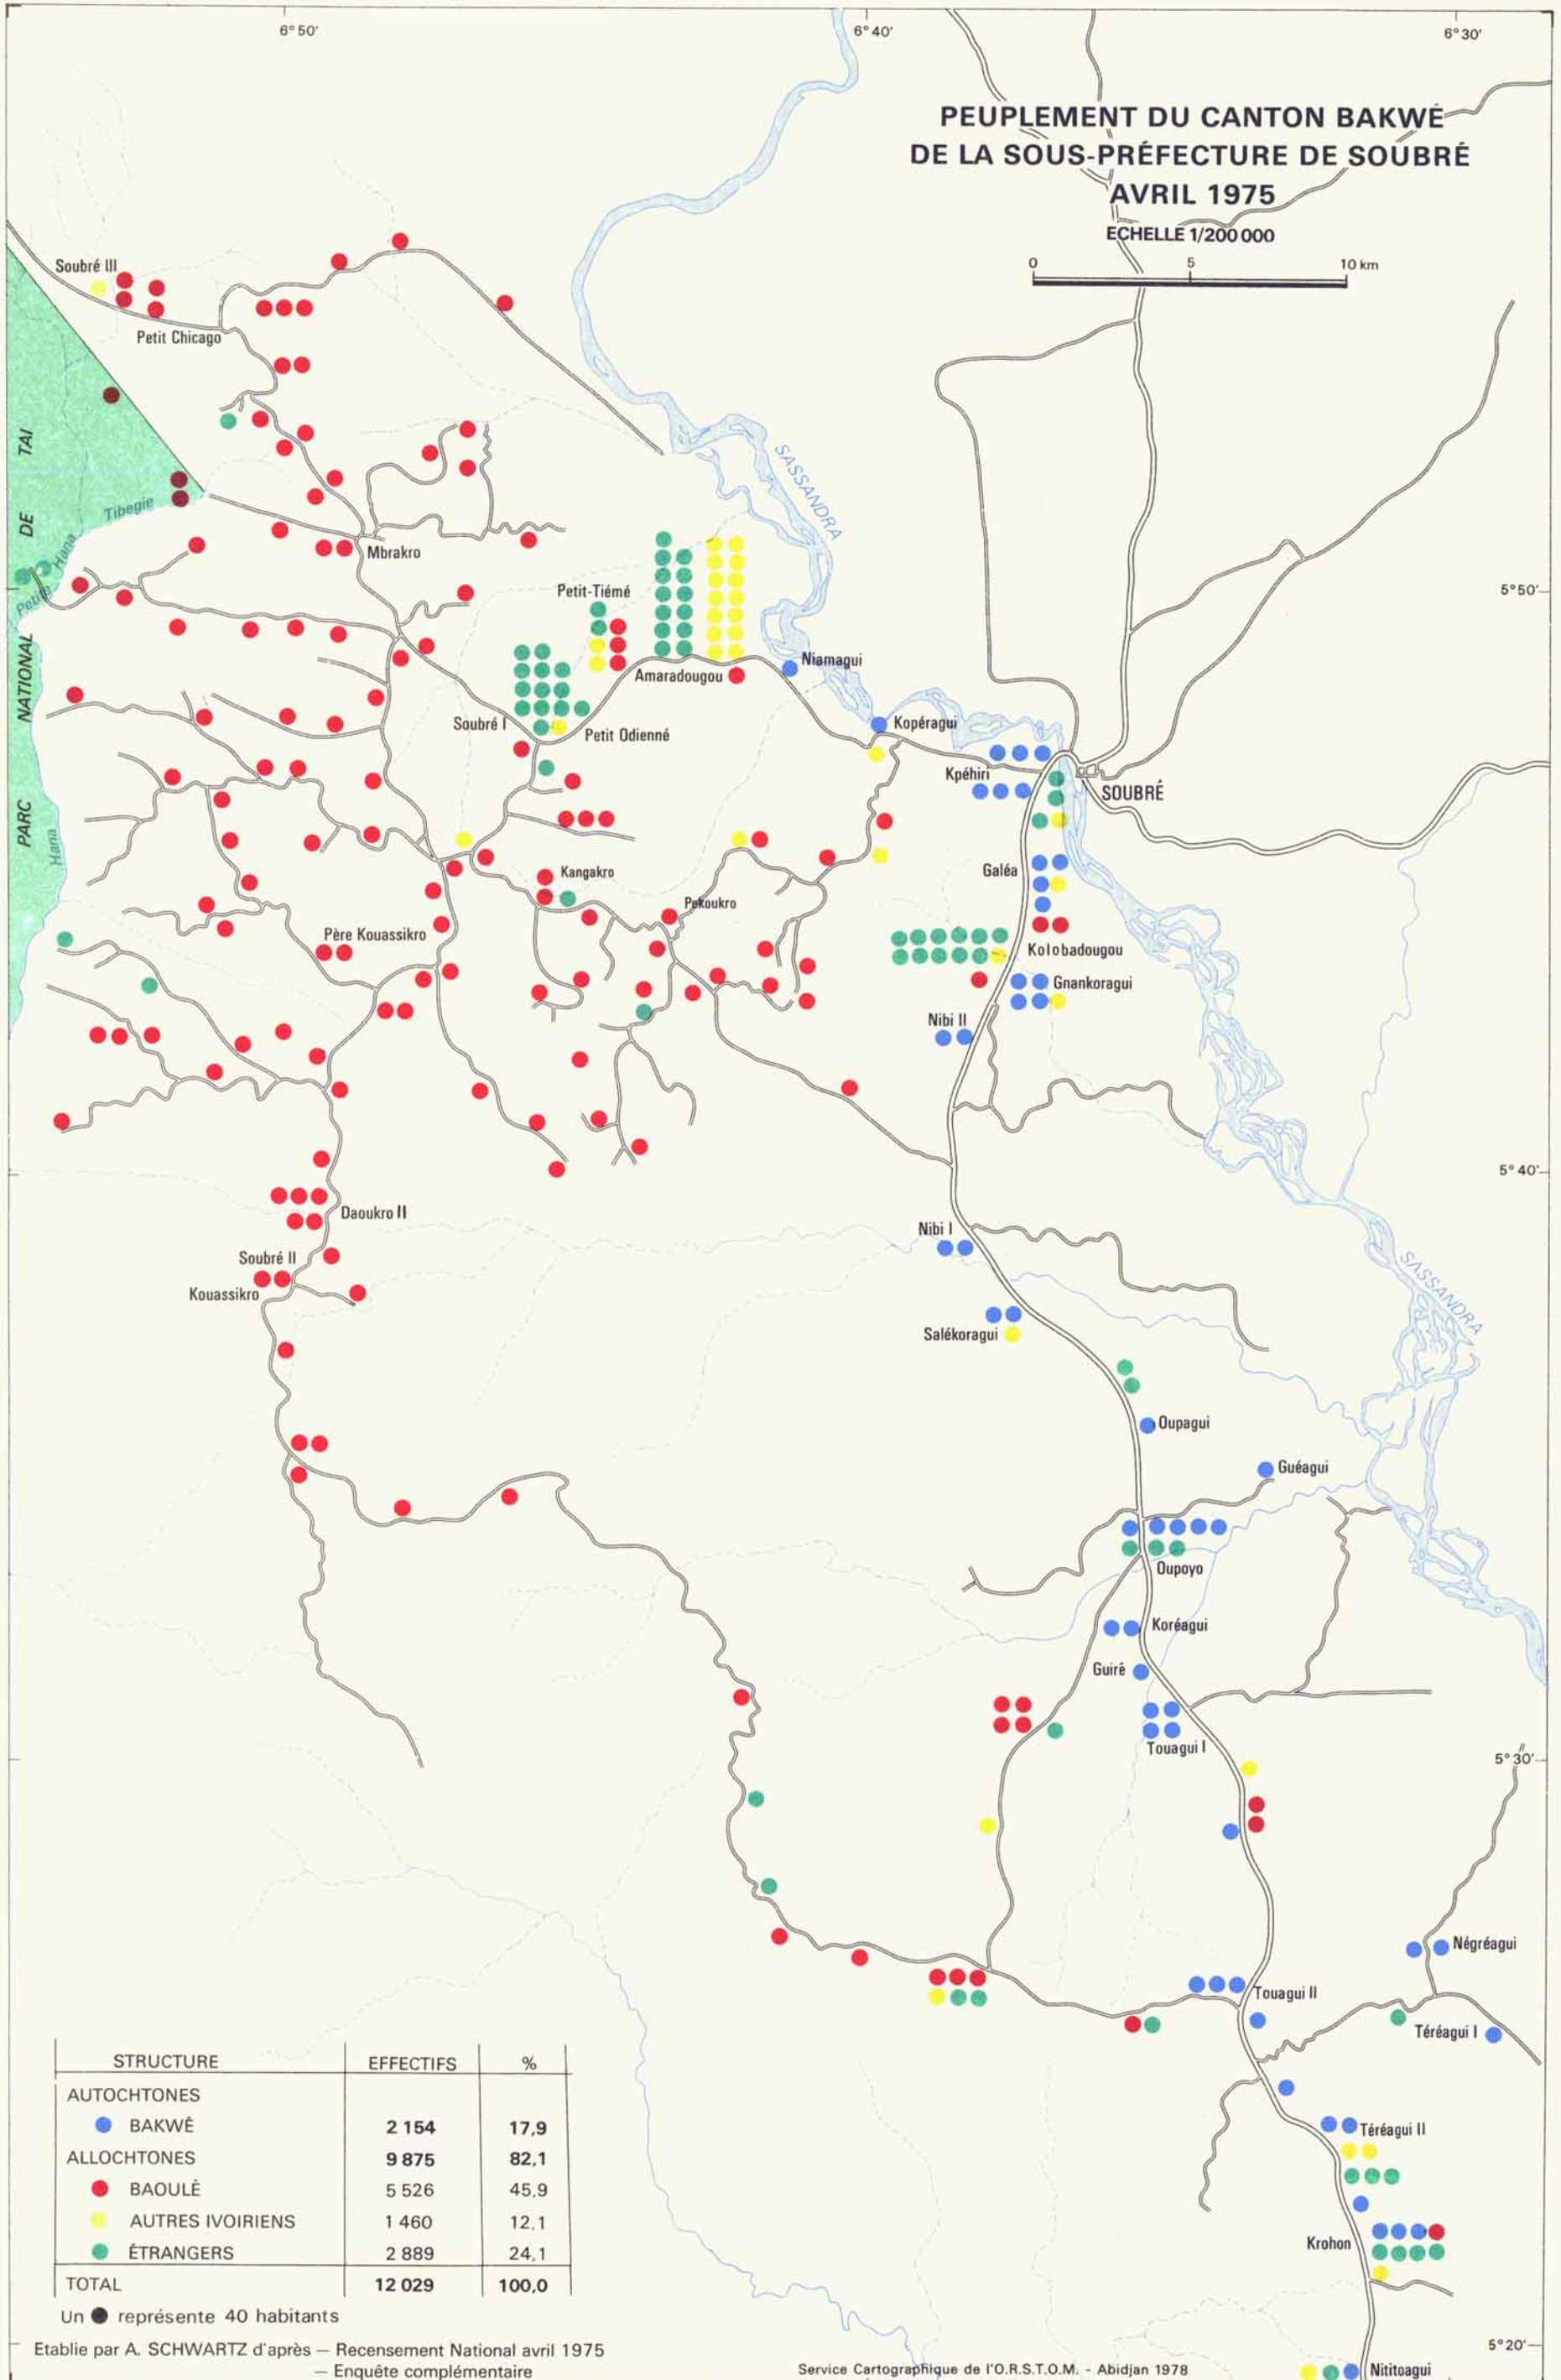 6°50'
6°40'
6°30'
PEUPLEMENT DU CANTON BAKWÉ
DE LA SOUS-PRÉFECTURE DE SOUBRÉ
AVRIL 1975
ECHELLE 1/200 000
0 5 10 km
Soubré III
Petit Chicago
PARC NATIONAL DE TAI
Tibegie
Petite Hana
Hana
Mbrakro
SASSANDRA
5°50'
Petit-Tiémé
Amaradougou
Niamagui
Soubré I
Petit Odienné
Kopéragui
Kpéhiri
SOUBRÉ
Galéa
Kangakro
Pekoukro
Père Kouassikro
Kolobadougou
Gnankoragui
Nibi II
5°40'
Daoukro II
Nibi I
Soubré II
Kouassikro
SASSANDRA
Salékoragui
Oupagui
Guéagui
Oupoyo
Koréagui
Guiré
Touagui I
5°30'
Négréagui
Touagui II
Téréagui I
Téréagui II
Krohon
5°20'
Nititoagui
STRUCTURE EFFECTIFS %
AUTOCHTONES
BAKWÉ 2 154 17,9
ALLOCHTONES 9 875 82,1
BAOULÉ 5 526 45,9
AUTRES IVOIRIENS 1 460 12,1
ÉTRANGERS 2 889 24,1
TOTAL 12 029 100,0
Un ● représente 40 habitants
Etablie par A. SCHWARTZ d'après — Recensement National avril 1975
— Enquête complémentaire
Service Cartographique de l'O.R.S.T.O.M. - Abidjan 1978